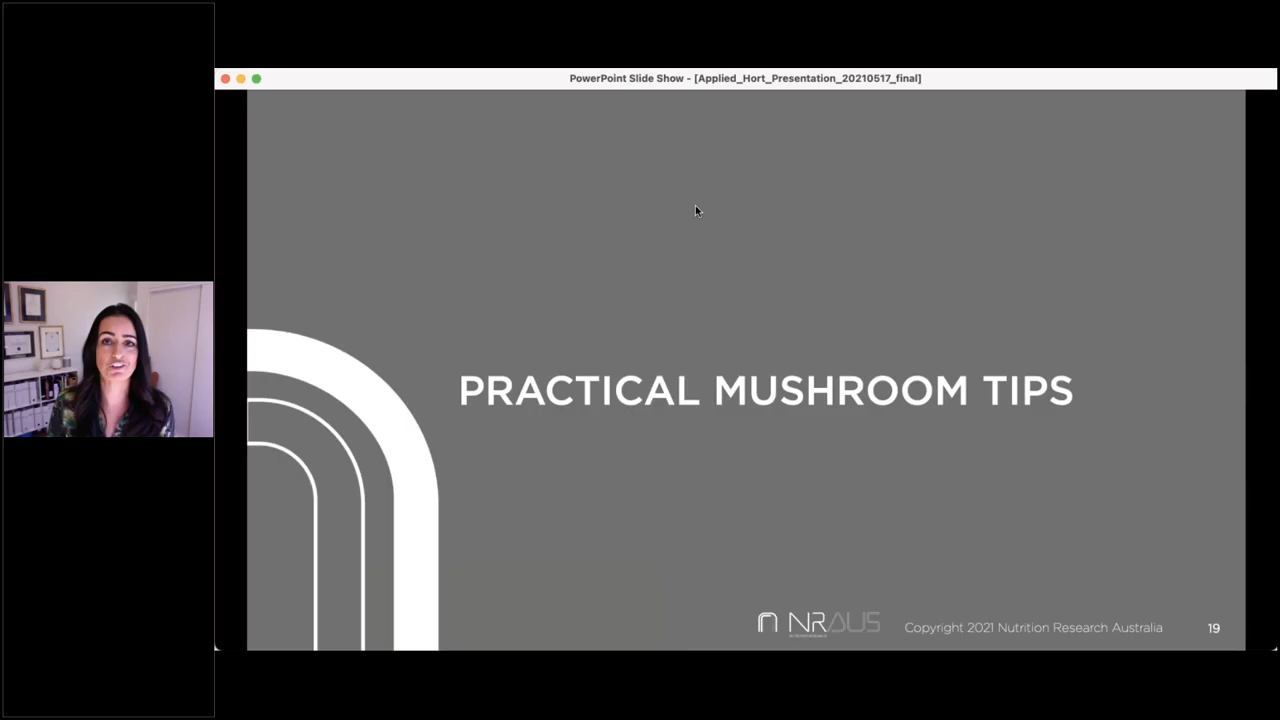 PowerPoint Slide Show - [Applied_Hort_Presentation_20210517_final]
PRACTICAL MUSHROOM TIPS
NRAUS
Copyright 2021 Nutrition Research Australia
19